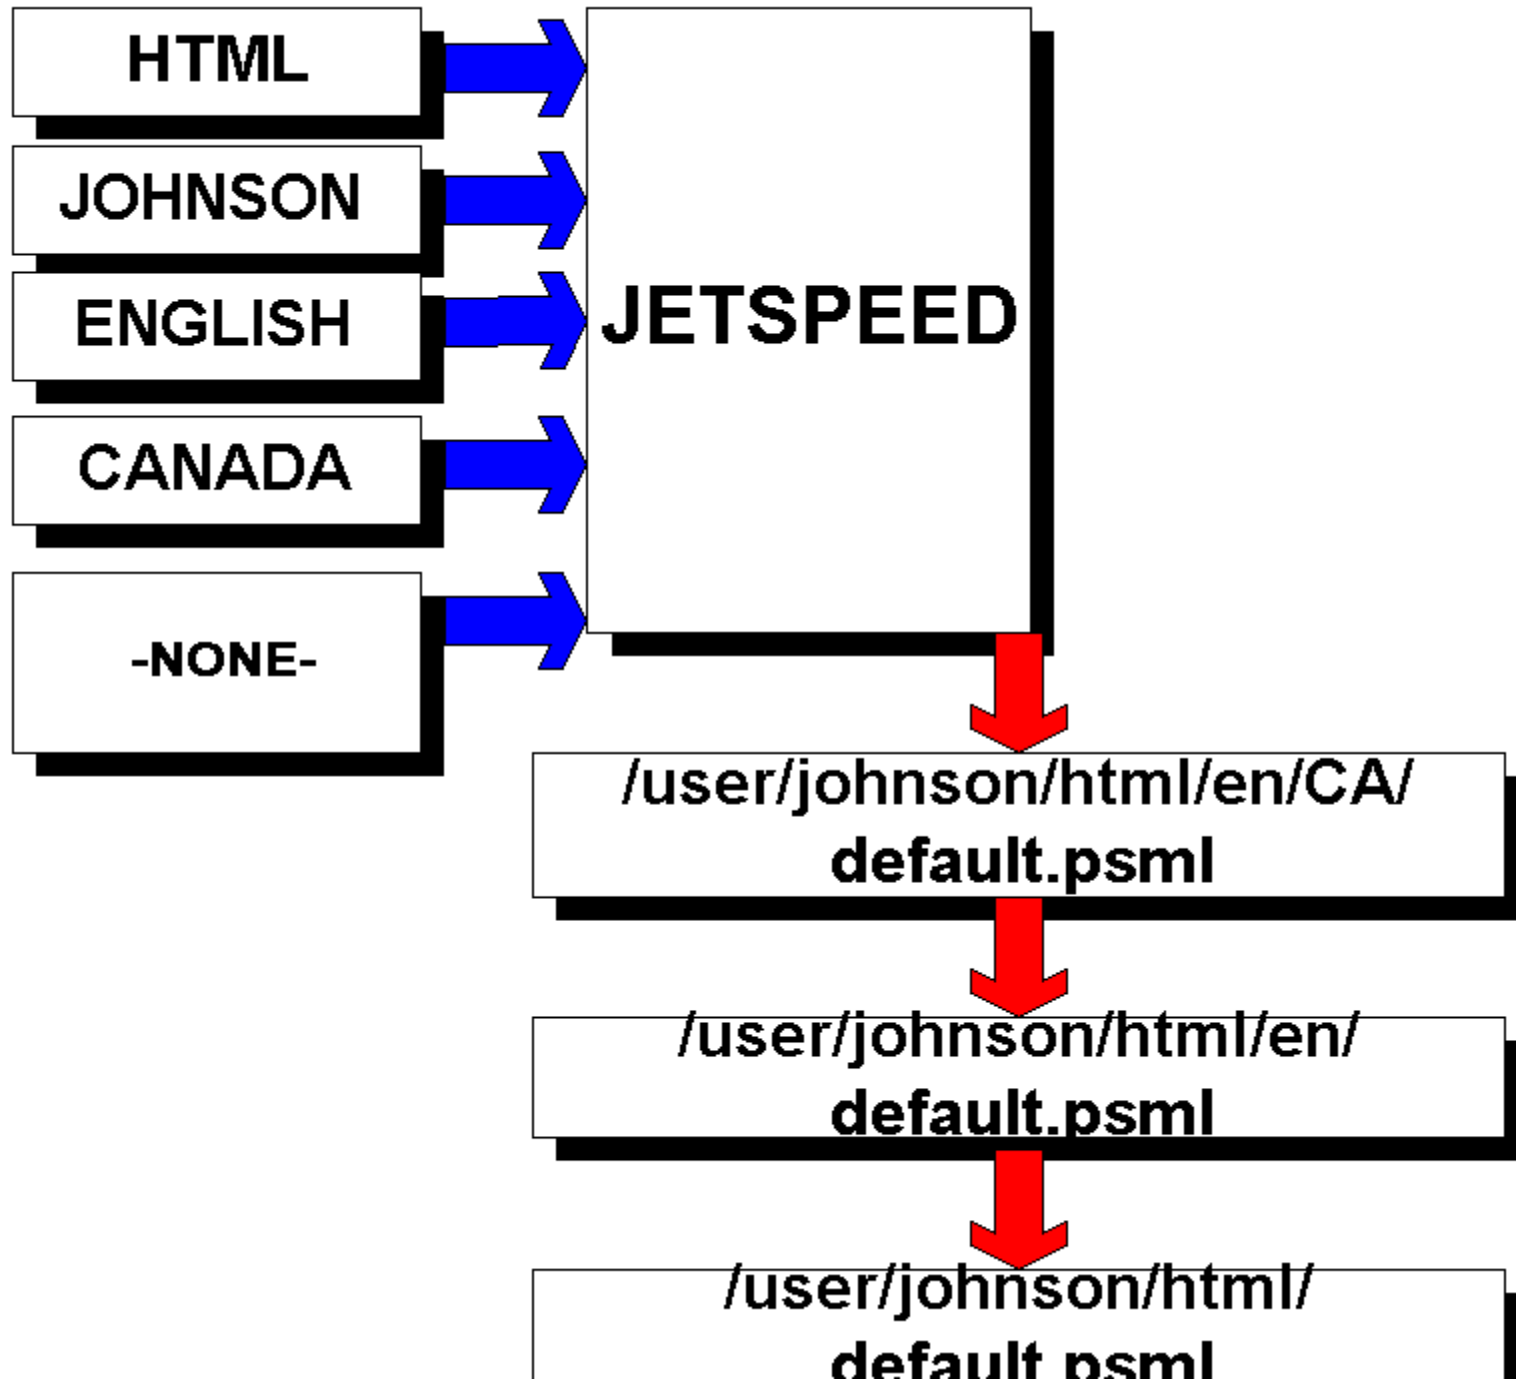 HTML
JOHNSON
ENGLISH
CANADA
-NONE-
JETSPEED
/user/johnson/html/en/CA/
default.psml
/user/johnson/html/en/
default.psml
/user/johnson/html/
default.psml